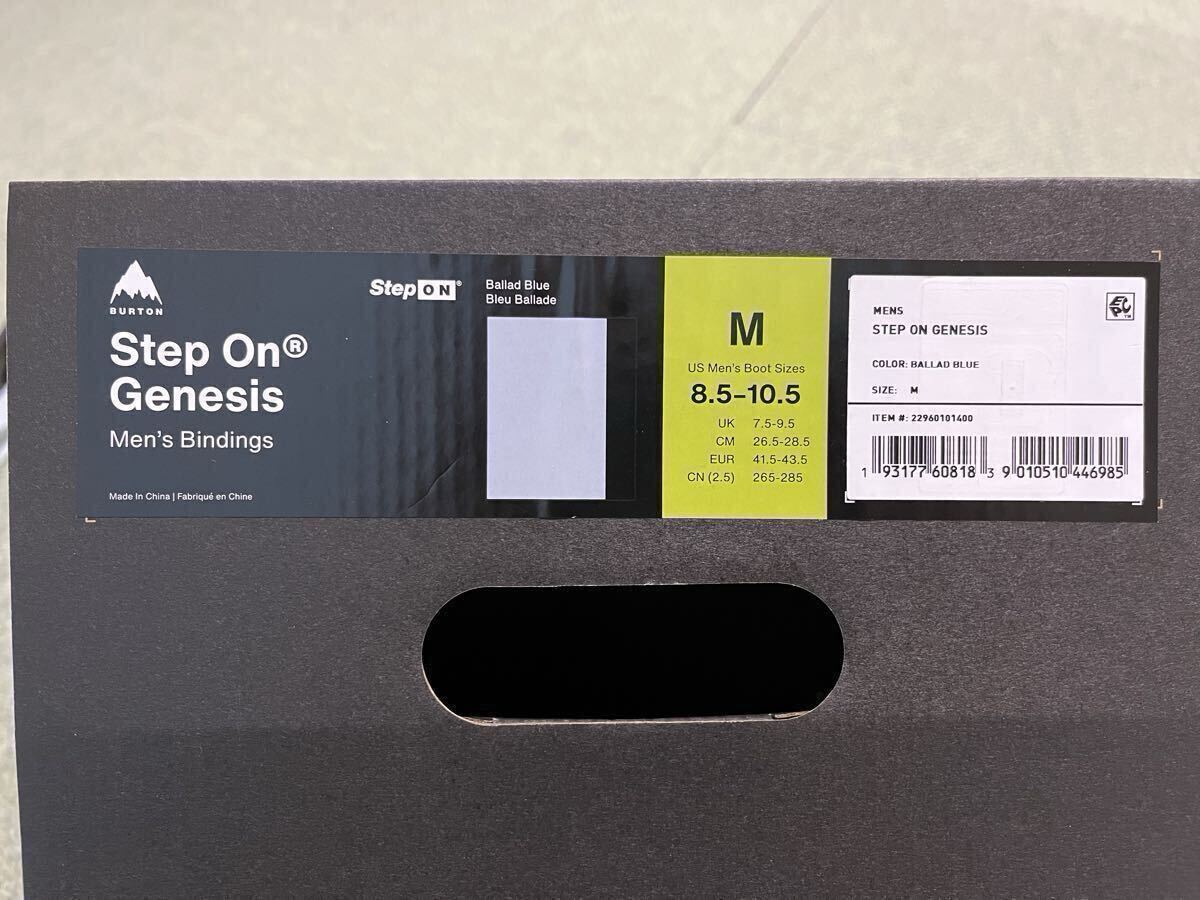 BURTON
Step On®
Genesis
Men's Bindings
Made In China | Fabriqué en Chine
Step ON®
Ballad Blue
Bleu Ballade
M
US Men's Boot Sizes
8.5–10.5
UK 7.5-9.5
CM 26.5-28.5
EUR 41.5-43.5
CN (2.5) 265-285
MENS
STEP ON GENESIS
EPC™
COLOR: BALLAD BLUE
SIZE: M
ITEM #: 22960101400
1 93177 60818 3
9 010510 446985